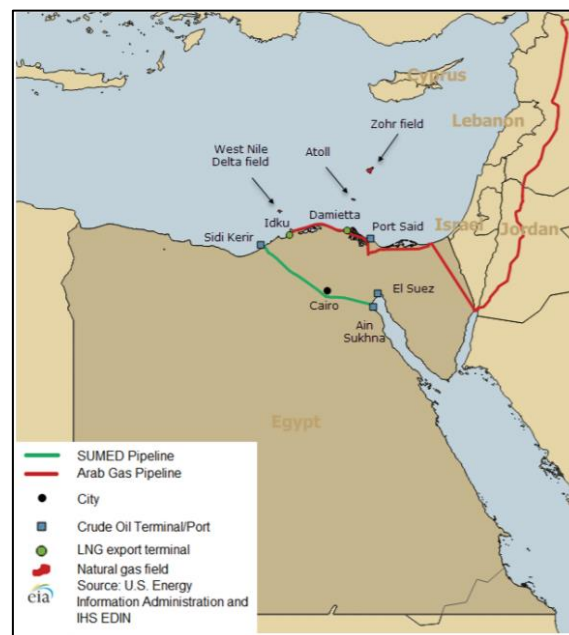 Cyprus
Zohr field
Lebanon
West Nile
Delta field
Atoll
Idku
Damietta
Port Said
Sidi Kerir
Israel
Jordan
El Suez
Cairo
Ain
Sukhna
Egypt
SUMED Pipeline
Arab Gas Pipeline
City
Crude Oil Terminal/Port
LNG export terminal
Natural gas field
eia
Source: U.S. Energy
Information Administration and
IHS EDIN